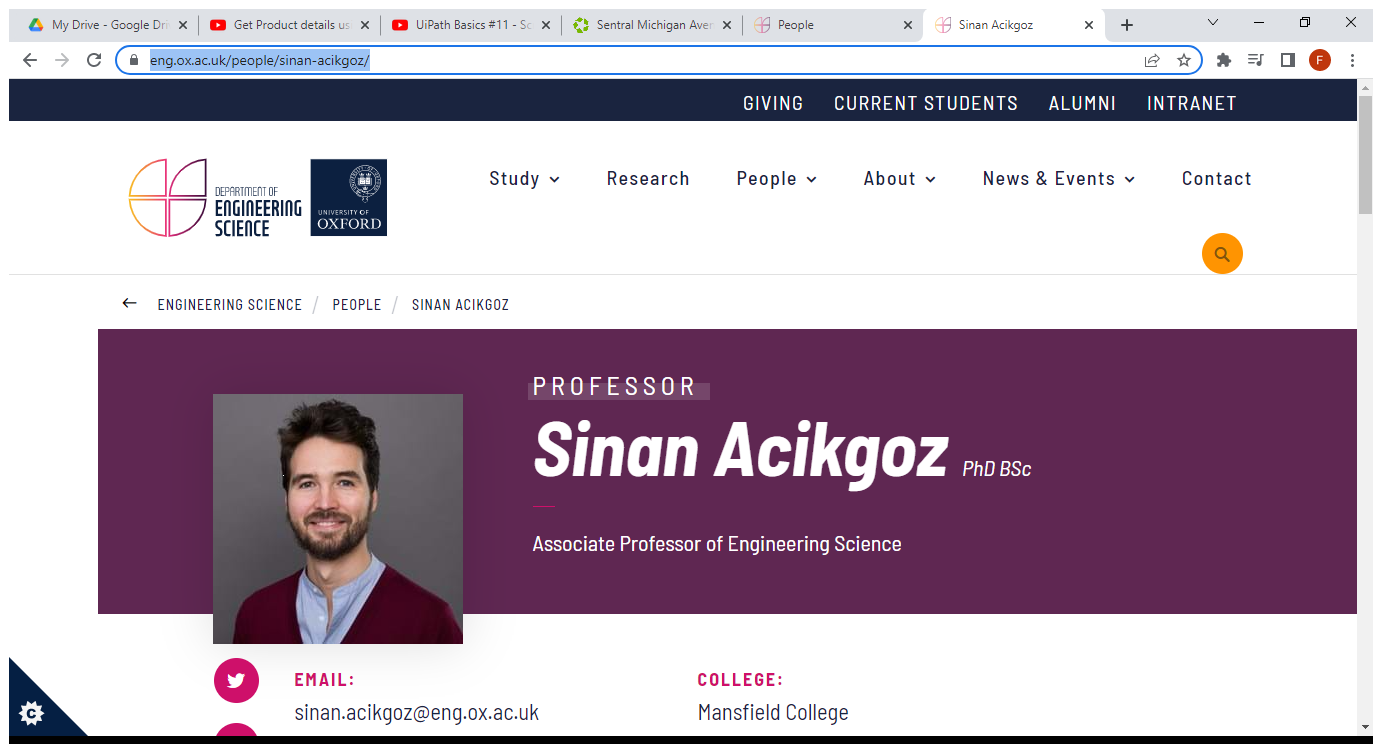 My Drive - Google Dri
Get Product details us
UiPath Basics #11 - Sc
Sentral Michigan Aven
People
Sinan Acikgoz
eng.ox.ac.uk/people/sinan-acikgoz/
F
GIVING CURRENT STUDENTS ALUMNI INTRANET
DEPARTMENT OF
ENGINEERING
SCIENCE
UNIVERSITY OF
OXFORD
Study Research People About News & Events Contact
ENGINEERING SCIENCE / PEOPLE / SINAN ACIKGOZ
PROFESSOR
Sinan Acikgoz PhD BSc
Associate Professor of Engineering Science
EMAIL:
sinan.acikgoz@eng.ox.ac.uk
COLLEGE:
Mansfield College
C